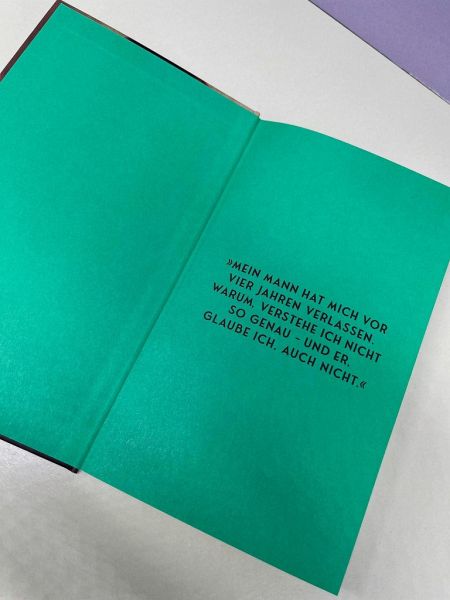 »MEIN MANN HAT MICH VOR
VIER JAHREN VERLASSEN.
WARUM, VERSTEHE ICH NICHT
SO GENAU – UND ER,
GLAUBE ICH, AUCH NICHT.«